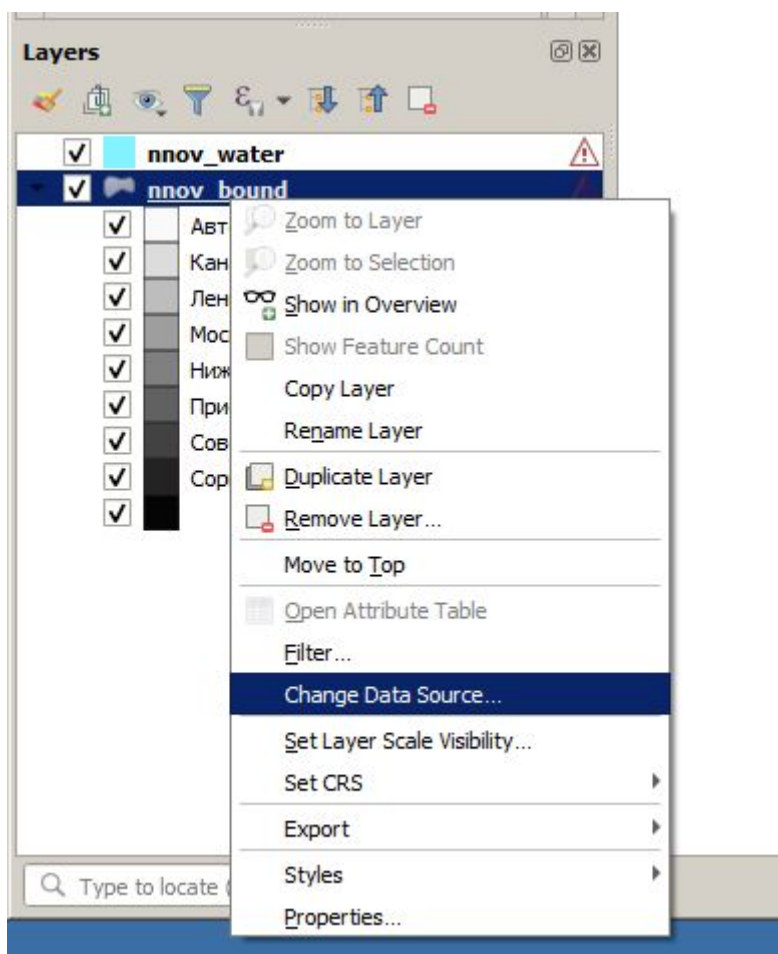 Layers
nnov_water
nnov_bound
Авт
Кан
Лен
Мос
Ниж
При
Сов
Сор
Zoom to Layer
Zoom to Selection
Show in Overview
Show Feature Count
Copy Layer
Rename Layer
Duplicate Layer
Remove Layer…
Move to Top
Open Attribute Table
Filter…
Change Data Source…
Set Layer Scale Visibility…
Set CRS
Export
Styles
Properties…
Type to locate (